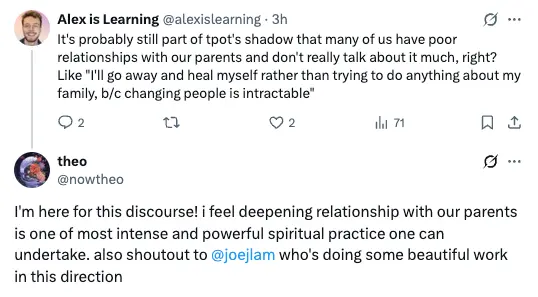 Alex is Learning @alexislearning · 3h
It's probably still part of tpot's shadow that many of us have poor
relationships with our parents and don't really talk about it much, right?
Like "I'll go away and heal myself rather than trying to do anything about my
family, b/c changing people is intractable"
2 2 71
theo
@nowtheo
I'm here for this discourse! i feel deepening relationship with our parents
is one of most intense and powerful spiritual practice one can
undertake. also shoutout to @joejlam who's doing some beautiful work
in this direction